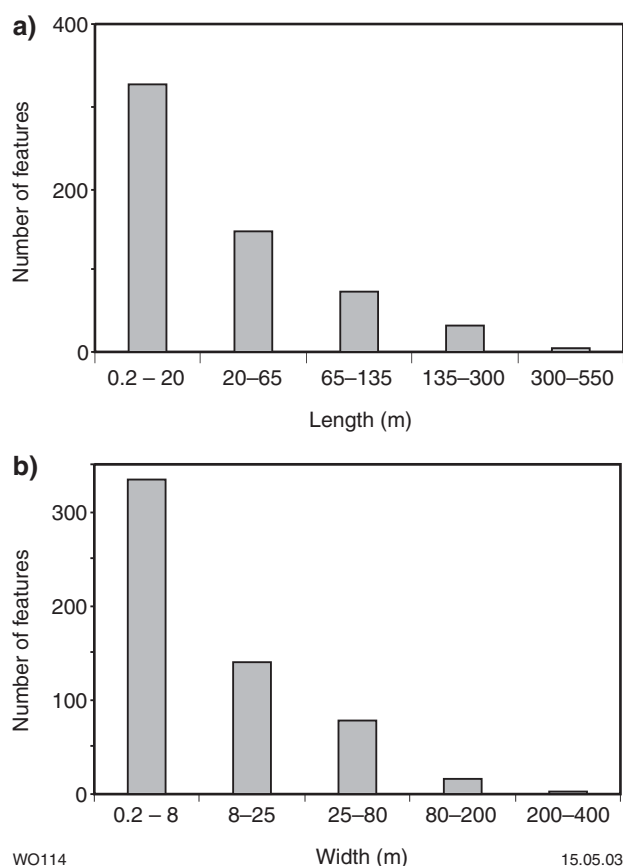 a)
400
200
0
Number of features
0.2 – 20 20–65 65–135 135–300 300–550
Length (m)
b)
300
200
100
0
Number of features
0.2 – 8 8–25 25–80 80–200 200–400
Width (m)
WO114 15.05.03